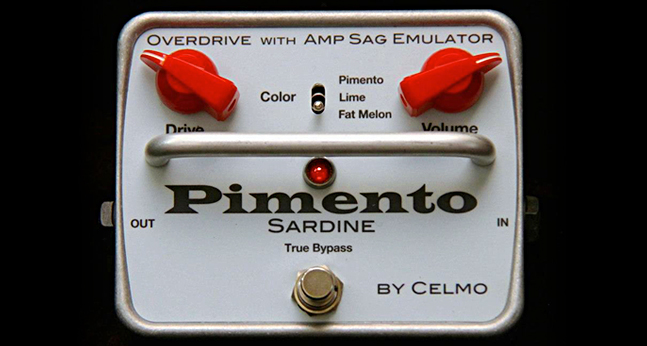 OVERDRIVE WITH AMP SAG EMULATOR
Color
Pimento
Lime
Fat Melon
Drive
Volume
Pimento
SARDINE
OUT
IN
True Bypass
BY CELMO